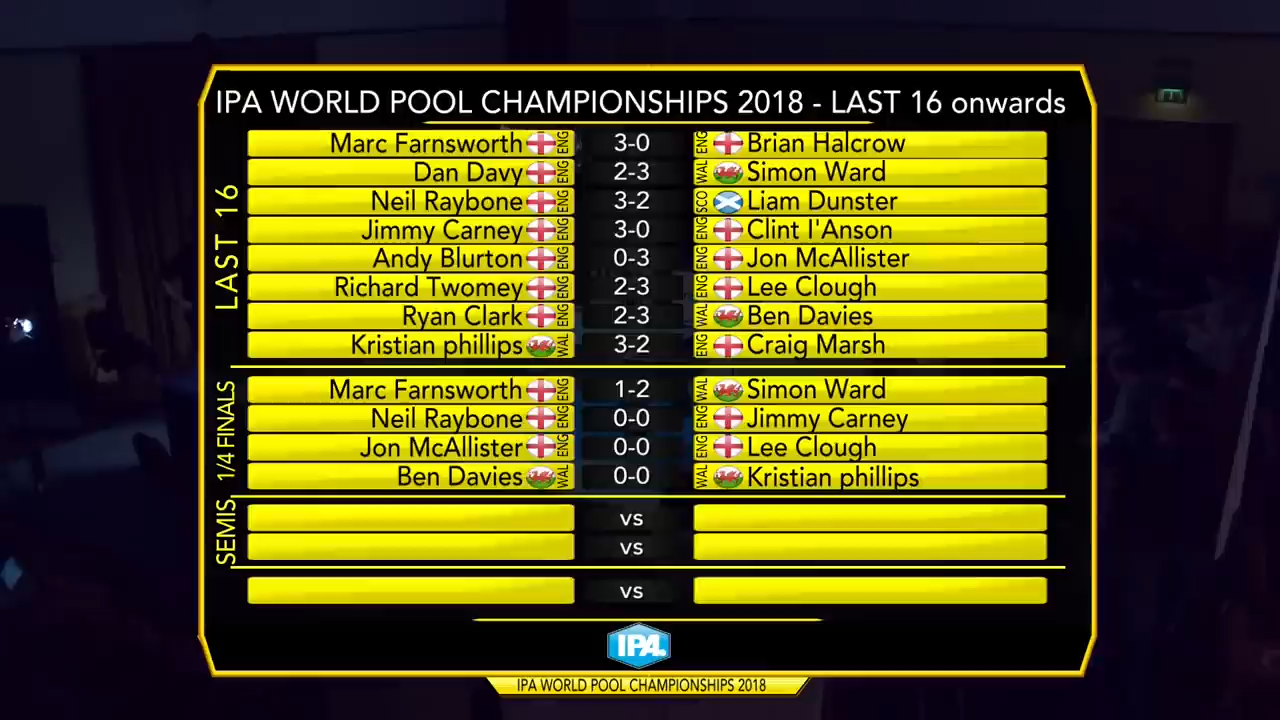 IPA WORLD POOL CHAMPIONSHIPS 2018 - LAST 16 onwards
LAST 16
Marc Farnsworth ENG 3-0 ENG Brian Halcrow
Dan Davy ENG 2-3 WAL Simon Ward
Neil Raybone ENG 3-2 SCO Liam Dunster
Jimmy Carney ENG 3-0 ENG Clint I'Anson
Andy Blurton ENG 0-3 ENG Jon McAllister
Richard Twomey ENG 2-3 ENG Lee Clough
Ryan Clark ENG 2-3 WAL Ben Davies
Kristian phillips WAL 3-2 ENG Craig Marsh
1/4 FINALS
Marc Farnsworth ENG 1-2 WAL Simon Ward
Neil Raybone ENG 0-0 ENG Jimmy Carney
Jon McAllister ENG 0-0 ENG Lee Clough
Ben Davies WAL 0-0 WAL Kristian phillips
SEMIS
vs
vs
vs
IPA.
IPA WORLD POOL CHAMPIONSHIPS 2018